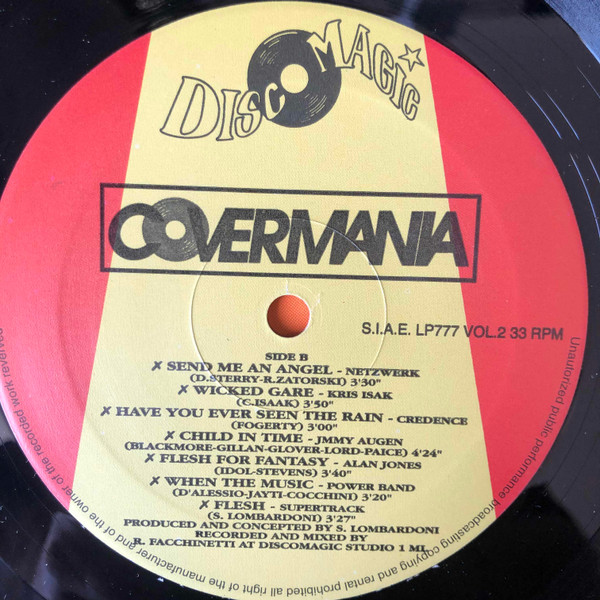 DISCO MAGIC
COVERMANIA
S.I.A.E. LP777 VOL.2 33 RPM
SIDE B
✗ SEND ME AN ANGEL - NETZWERK
(D.STERRY-R.ZATORSKI) 3'30"
✗ WICKED GARE - KRIS ISAK
(C.ISAAK) 3'50"
✗ HAVE YOU EVER SEEN THE RAIN - CREDENCE
(FOGERTY) 3'00"
✗ CHILD IN TIME - JMMY AUGEN
(BLACKMORE-GILLAN-GLOVER-LORD-PAICE) 4'24"
✗ FLESH FOR FANTASY - ALAN JONES
(IDOL-STEVENS) 3'40"
✗ WHEN THE MUSIC - POWER BAND
(D'ALESSIO-JAYTI-COCCHINI) 3'20"
✗ FLESH - SUPERTRACK
(S. LOMBARDONI) 3'27"
PRODUCED AND CONCEPTED BY S. LOMBARDONI
RECORDED AND MIXED BY
R. FACCHINETTI AT DISCOMAGIC STUDIO 1 MI.
Unauthorized public performance broadcasting copying and rental prohibited all right of the manufacturer and of the owner of the recorded work